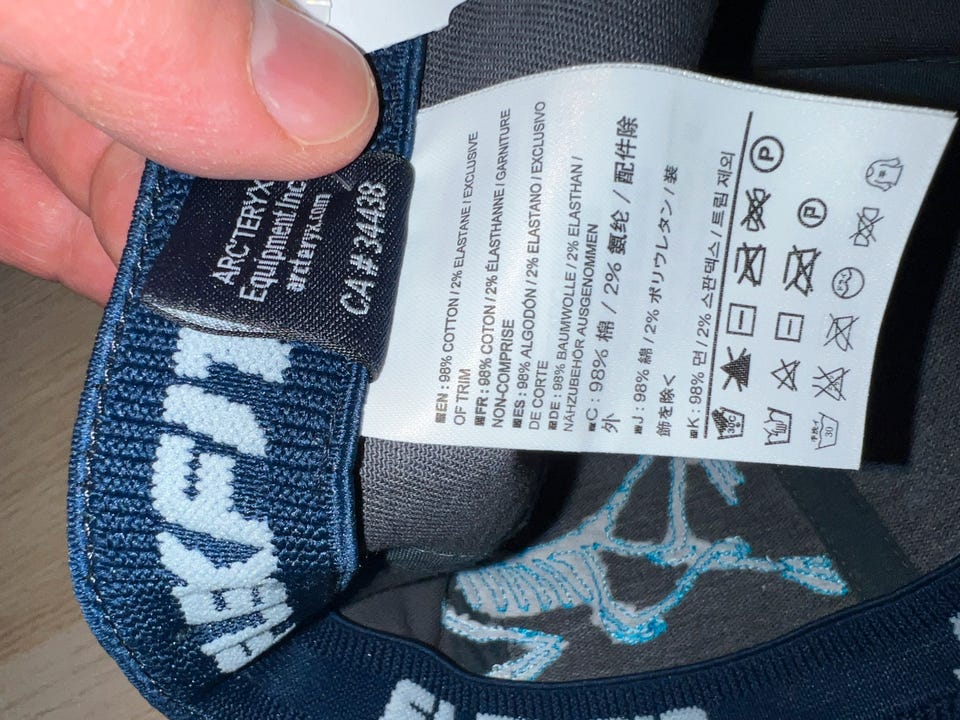 ARC'TERYX
Equipment Inc.
arcteryx.com
CA#34438
EN: 98% COTTON / 2% ELASTANE / EXCLUSIVE
OF TRIM
FR: 98% COTON / 2% ÉLASTHANNE / GARNITURE
NON-COMPRISE
ES: 98% ALGODÓN / 2% ELASTANO / EXCLUSIVO
DE CORTE
DE: 98% BAUMWOLLE / 2% ELASTHAN /
NÄHZUBEHÖR AUSGENOMMEN
C: 98% 棉 / 2% 氨纶 / 配件除
外
J: 98% 綿 / 2% ポリウレタン / 装
飾を除く
K: 98% 면 / 2% 스판덱스 / 트림 제외
30C
P
P
30